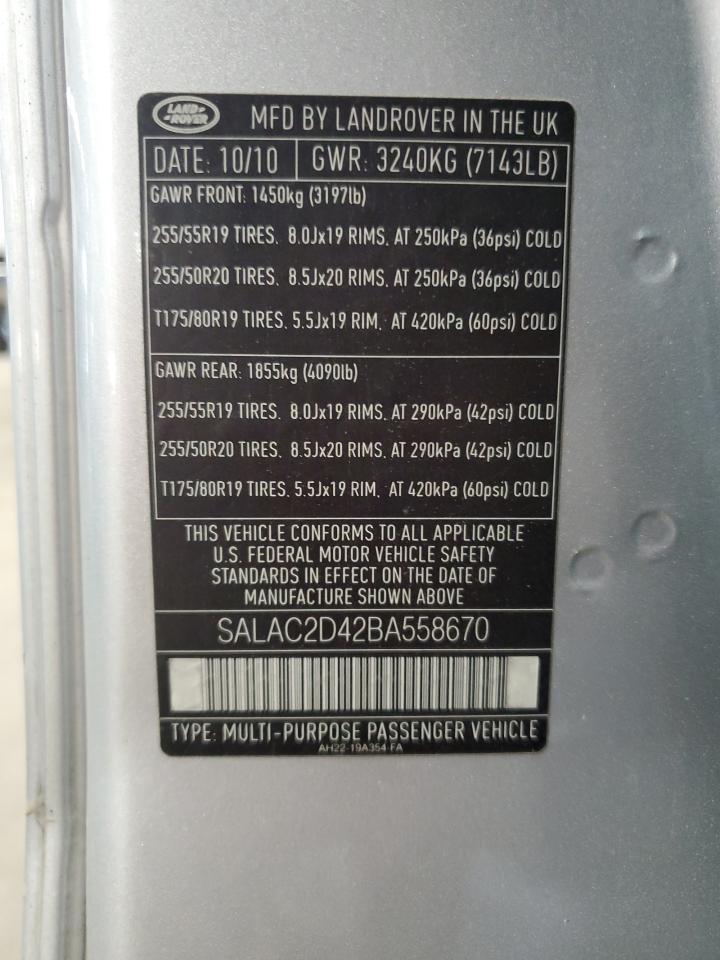 LAND-
-ROVER
MFD BY LANDROVER IN THE UK
DATE: 10/10 GWR: 3240KG (7143LB)
GAWR FRONT: 1450kg (3197lb)
255/55R19 TIRES, 8.0Jx19 RIMS, AT 250kPa (36psi) COLD
255/50R20 TIRES, 8.5Jx20 RIMS, AT 250kPa (36psi) COLD
T175/80R19 TIRES, 5.5Jx19 RIM, AT 420kPa (60psi) COLD
GAWR REAR: 1855kg (4090lb)
255/55R19 TIRES, 8.0Jx19 RIMS, AT 290kPa (42psi) COLD
255/50R20 TIRES, 8.5Jx20 RIMS, AT 290kPa (42psi) COLD
T175/80R19 TIRES, 5.5Jx19 RIM, AT 420kPa (60psi) COLD
THIS VEHICLE CONFORMS TO ALL APPLICABLE
U.S. FEDERAL MOTOR VEHICLE SAFETY
STANDARDS IN EFFECT ON THE DATE OF
MANUFACTURE SHOWN ABOVE
SALAC2D42BA558670
TYPE: MULTI-PURPOSE PASSENGER VEHICLE
AH22-19A354-FA